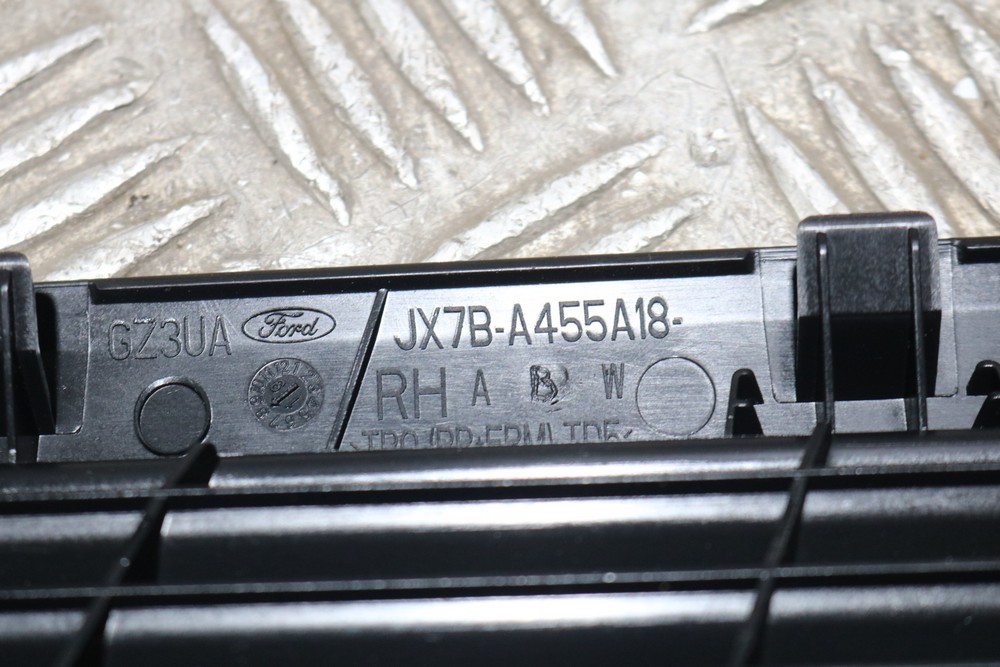 GZ3UA Ford JX7B-A455A18-
RH A B W